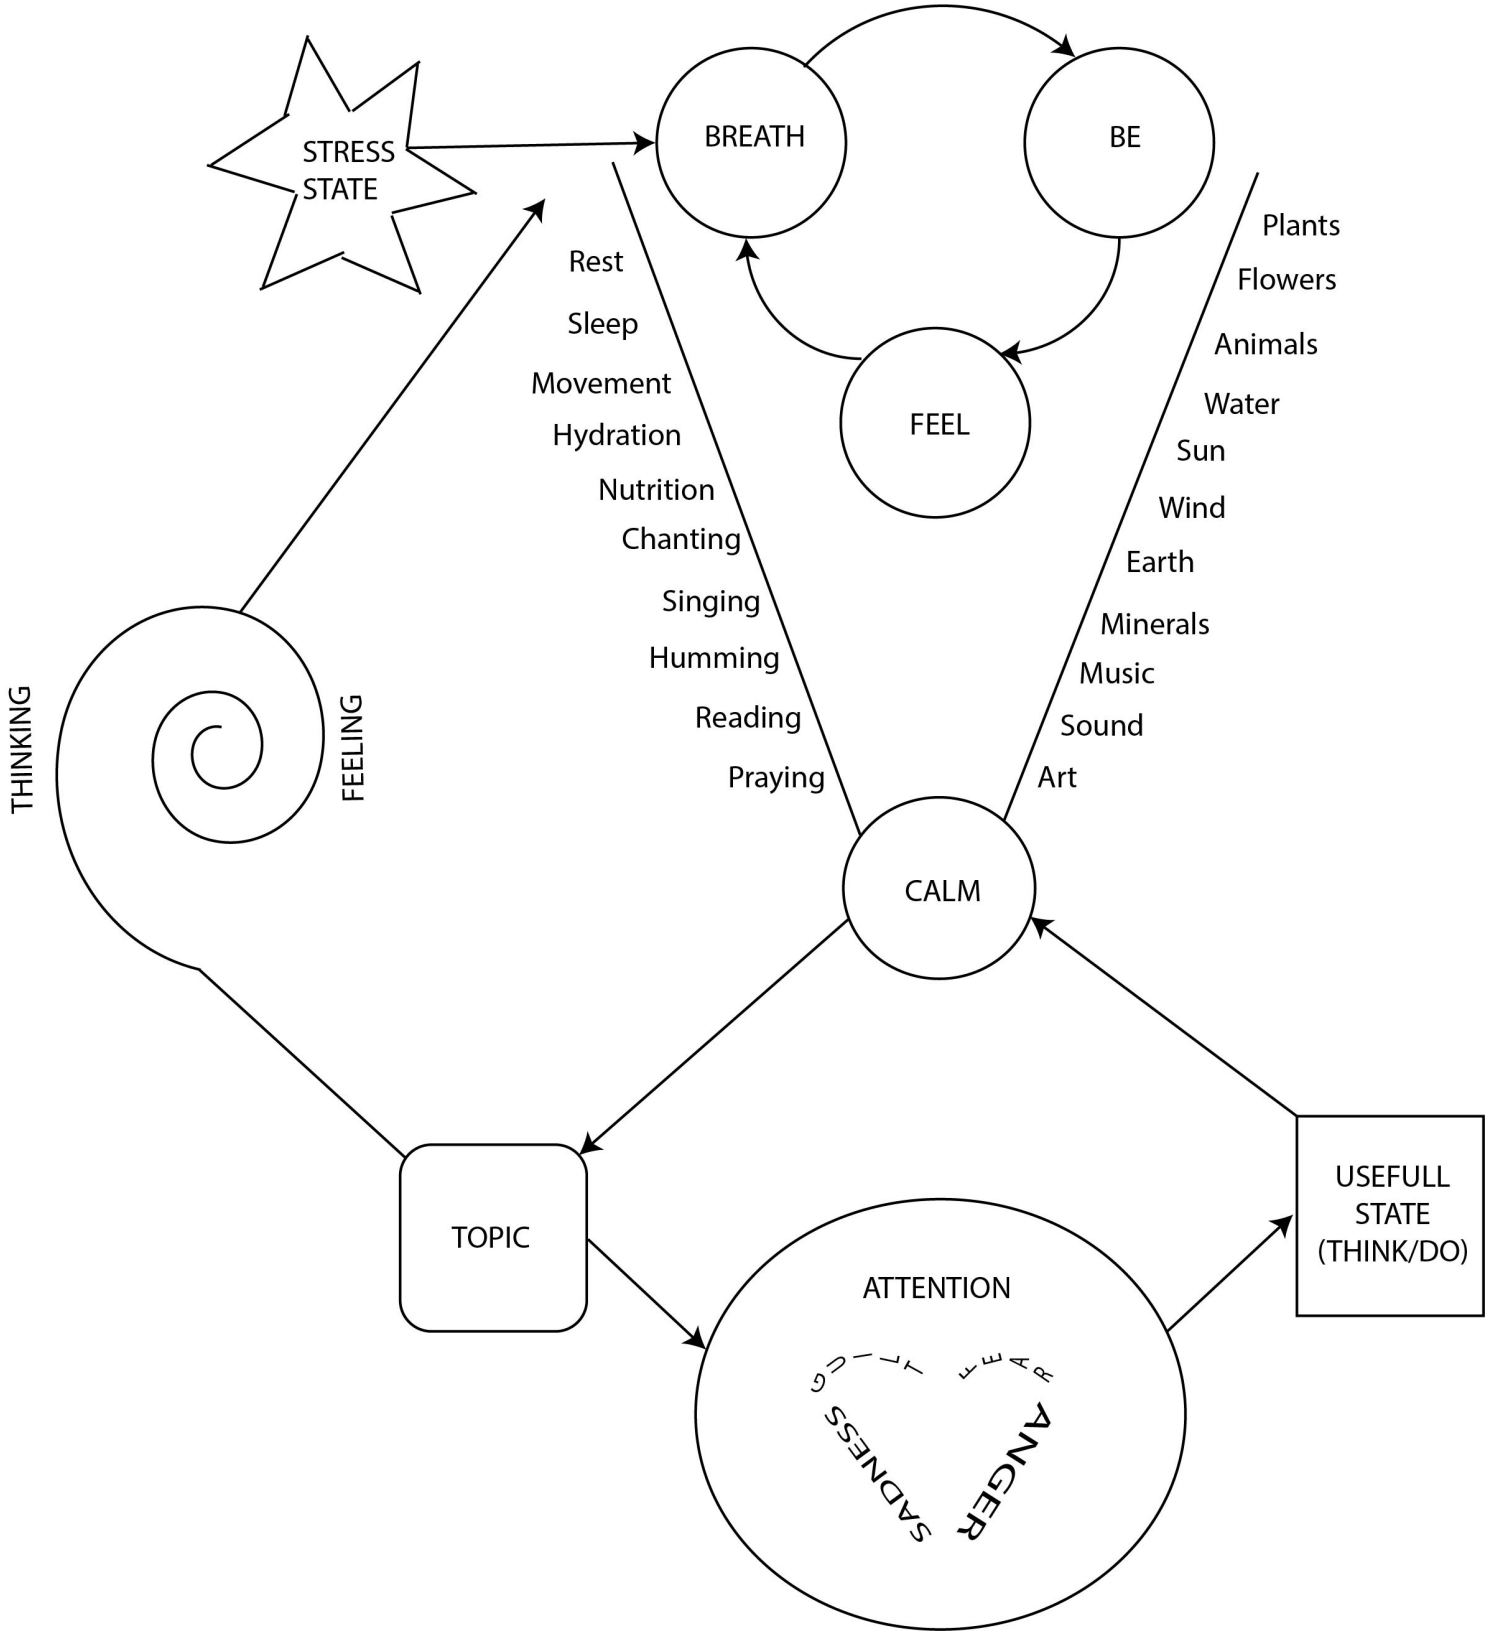 STRESS
STATE
BREATH
BE
FEEL
Rest
Sleep
Movement
Hydration
Nutrition
Chanting
Singing
Humming
Reading
Praying
Plants
Flowers
Animals
Water
Sun
Wind
Earth
Minerals
Music
Sound
Art
THINKING
FEELING
CALM
TOPIC
ATTENTION
GUILT
FEAR
SADNESS
ANGER
USEFULL
STATE
(THINK/DO)